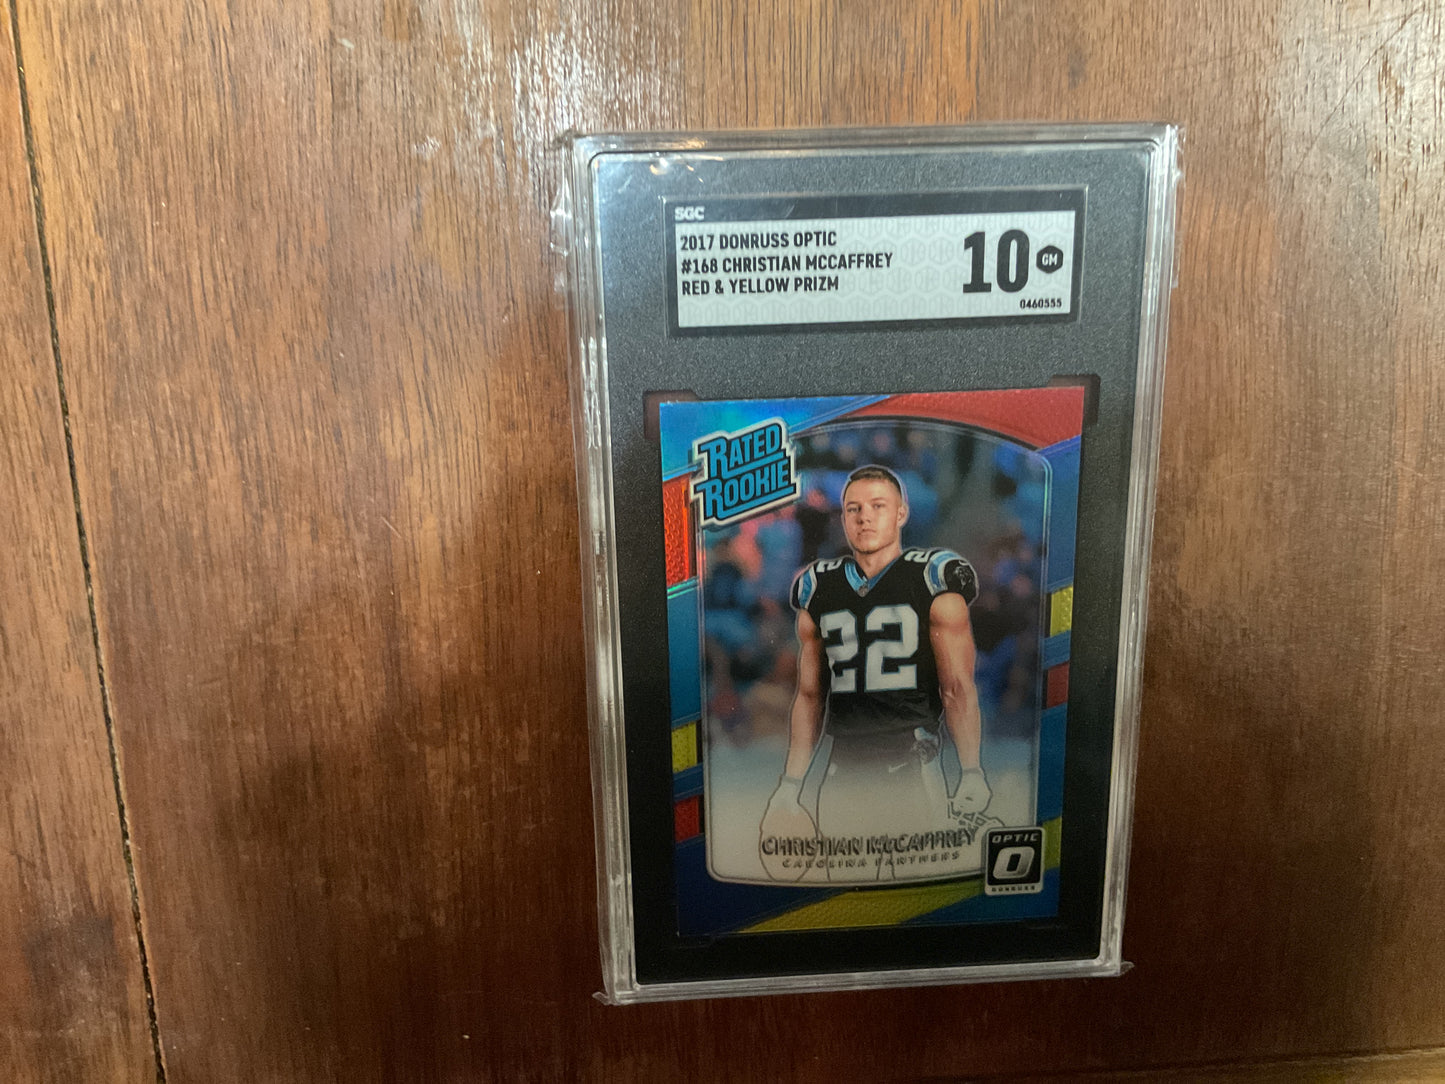 SGC
2017 DONRUSS OPTIC
#168 CHRISTIAN MCCAFFREY
RED & YELLOW PRIZM
10
GM
0460555
RATED
ROOKIE
22
22
CHRISTIAN McCAFFREY
CAROLINA PANTHERS
OPTIC
DONRUSS